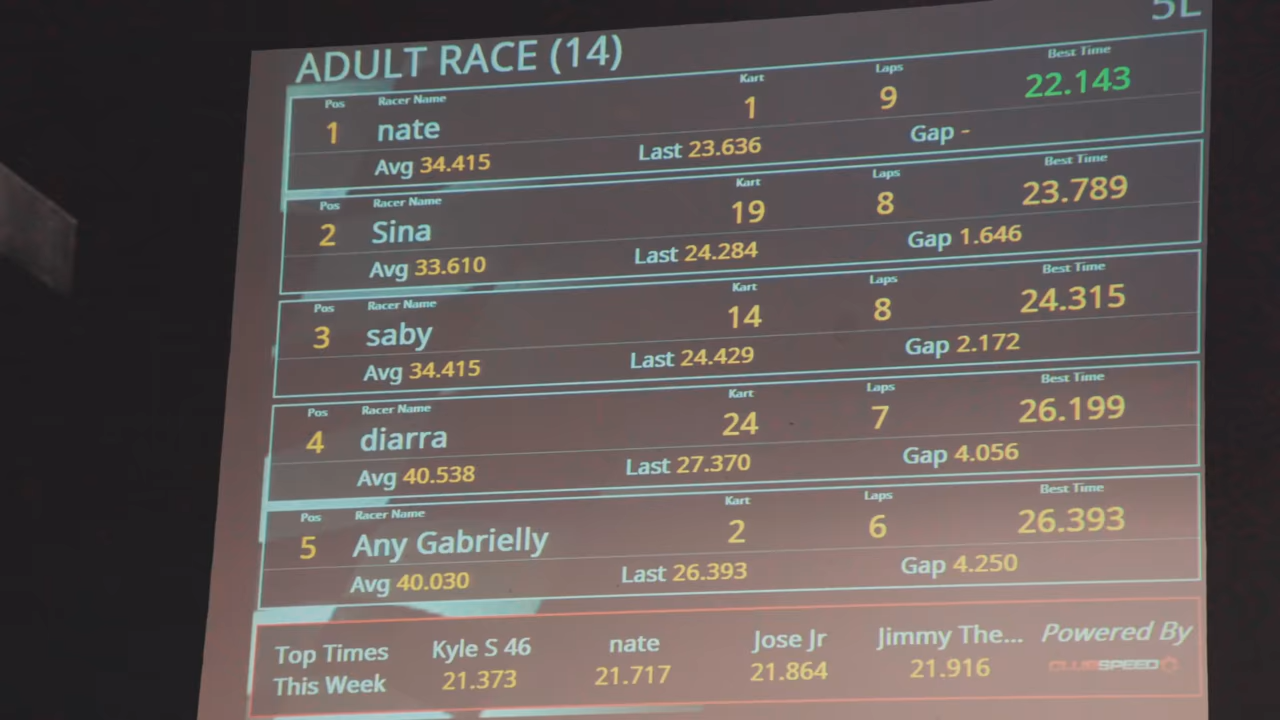 5L
ADULT RACE (14)
Pos Racer Name Kart Laps Best Time
1 nate 1 9 22.143
Avg 34.415 Last 23.636 Gap -
Pos Racer Name Kart Laps Best Time
2 Sina 19 8 23.789
Avg 33.610 Last 24.284 Gap 1.646
Pos Racer Name Kart Laps Best Time
3 saby 14 8 24.315
Avg 34.415 Last 24.429 Gap 2.172
Pos Racer Name Kart Laps Best Time
4 diarra 24 7 26.199
Avg 40.538 Last 27.370 Gap 4.056
Pos Racer Name Kart Laps Best Time
5 Any Gabrielly 2 6 26.393
Avg 40.030 Last 26.393 Gap 4.250
Top Times Kyle S 46 nate Jose Jr Jimmy The... Powered By
This Week 21.373 21.717 21.864 21.916 CLUBSPEED